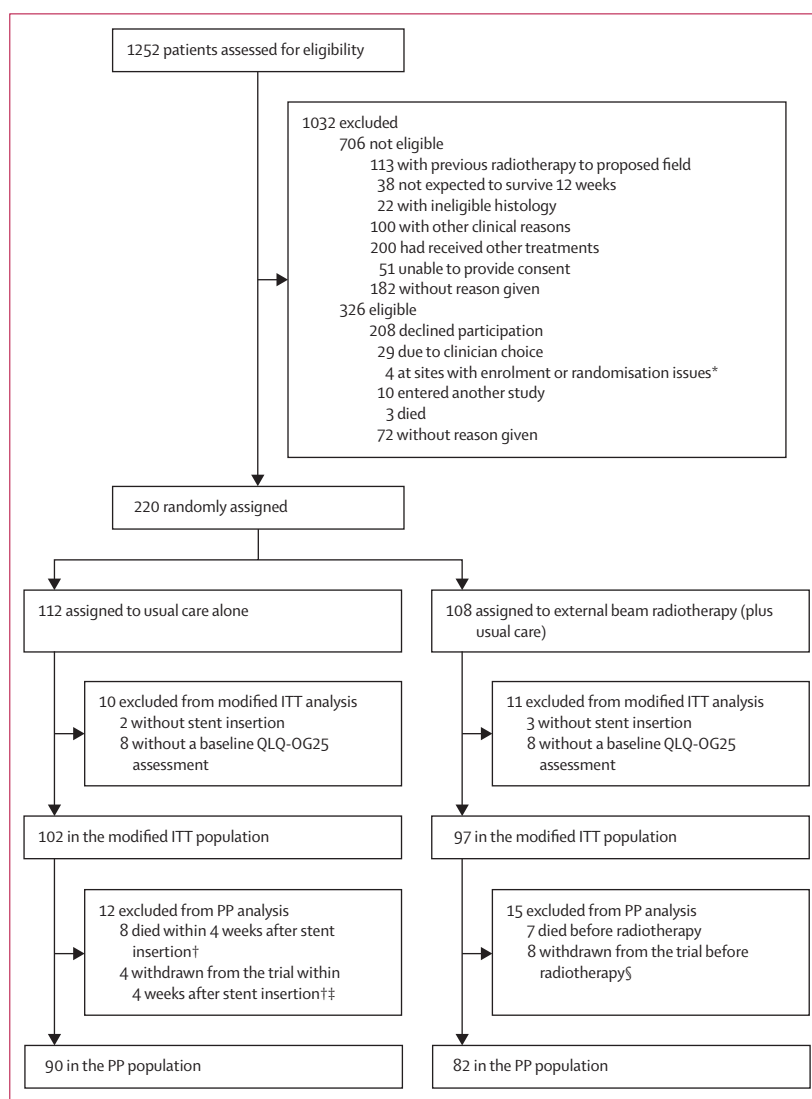 1252 patients assessed for eligibility
1032 excluded
706 not eligible
113 with previous radiotherapy to proposed field
38 not expected to survive 12 weeks
22 with ineligible histology
100 with other clinical reasons
200 had received other treatments
51 unable to provide consent
182 without reason given
326 eligible
208 declined participation
29 due to clinician choice
4 at sites with enrolment or randomisation issues*
10 entered another study
3 died
72 without reason given
220 randomly assigned
112 assigned to usual care alone
108 assigned to external beam radiotherapy (plus
usual care)
10 excluded from modified ITT analysis
2 without stent insertion
8 without a baseline QLQ-OG25
assessment
11 excluded from modified ITT analysis
3 without stent insertion
8 without a baseline QLQ-OG25
assessment
102 in the modified ITT population
97 in the modified ITT population
12 excluded from PP analysis
8 died within 4 weeks after stent
insertion†
4 withdrawn from the trial within
4 weeks after stent insertion†‡
15 excluded from PP analysis
7 died before radiotherapy
8 withdrawn from the trial before
radiotherapy§
90 in the PP population
82 in the PP population